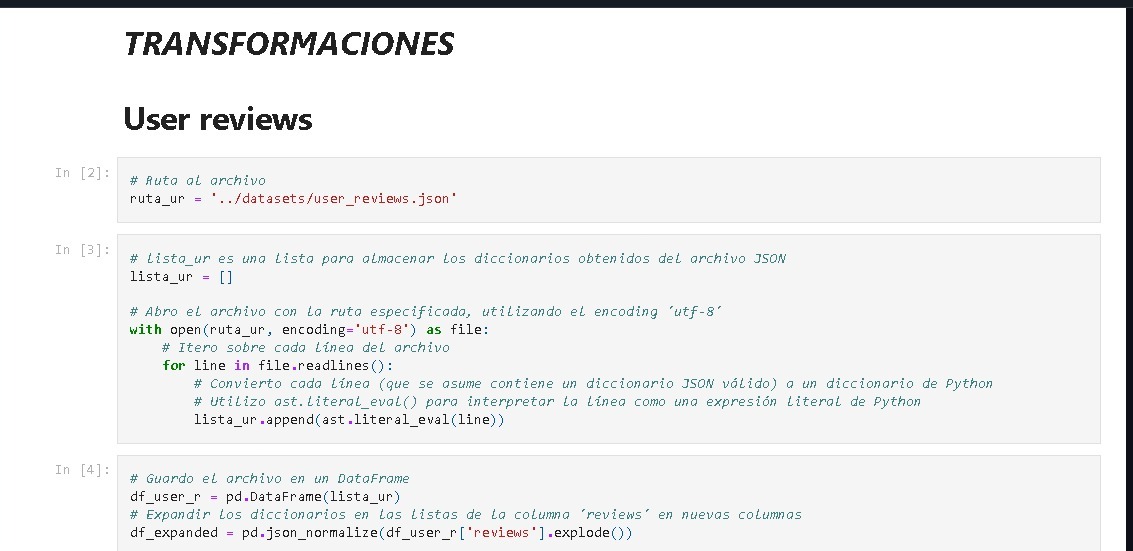 TRANSFORMACIONES
User reviews
In [2]:
# Ruta al archivo
ruta_ur = '../datasets/user_reviews.json'
In [3]:
# lista_ur es una lista para almacenar los diccionarios obtenidos del archivo JSON
lista_ur = []
# Abro el archivo con la ruta especificada, utilizando el encoding ´utf-8´
with open(ruta_ur, encoding='utf-8') as file:
    # Itero sobre cada línea del archivo
    for line in file.readlines():
        # Convierto cada línea (que se asume contiene un diccionario JSON válido) a un diccionario de Python
        # Utilizo ast.literal_eval() para interpretar la línea como una expresión literal de Python
        lista_ur.append(ast.literal_eval(line))
In [4]:
# Guardo el archivo en un DataFrame
df_user_r = pd.DataFrame(lista_ur)
# Expandir los diccionarios en las listas de la columna ´reviews´ en nuevas columnas
df_expanded = pd.json_normalize(df_user_r['reviews'].explode())